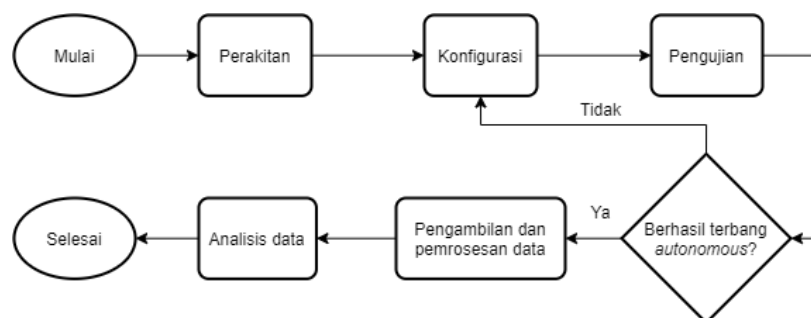 Mulai
Perakitan
Konfigurasi
Pengujian
Tidak
Berhasil terbang
autonomous?
Ya
Pengambilan dan
pemrosesan data
Analisis data
Selesai